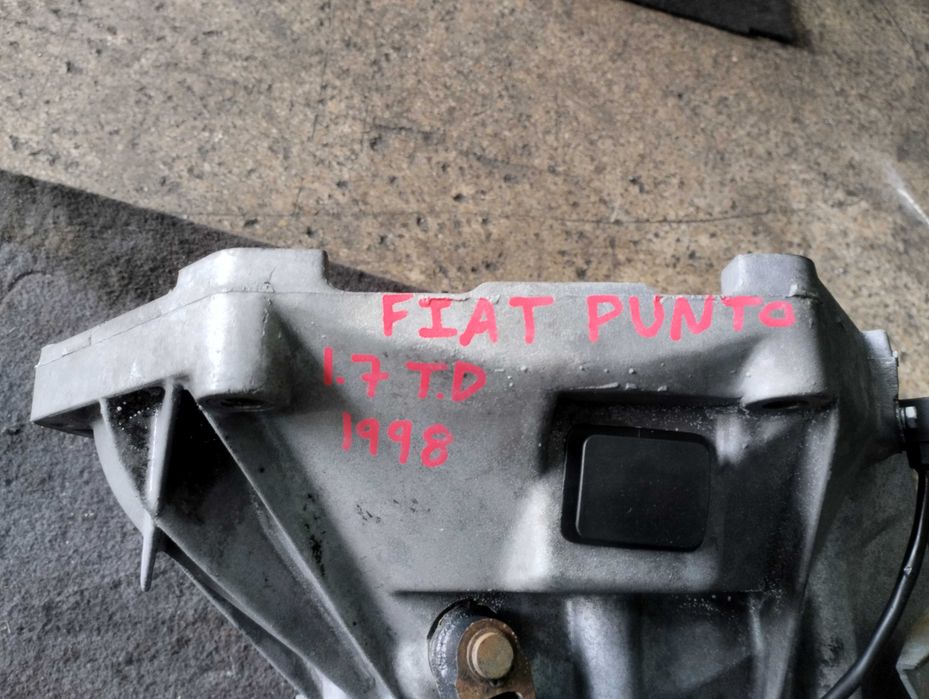 FIAT PUNTO
1.7 T.D
1998